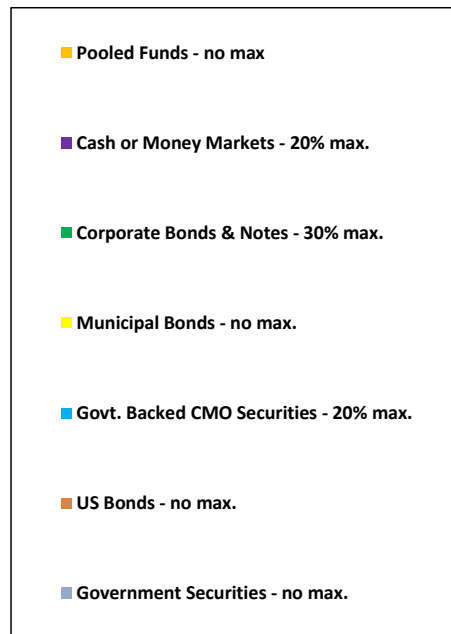 Pooled Funds - no max
Cash or Money Markets - 20% max.
Corporate Bonds & Notes - 30% max.
Municipal Bonds - no max.
Govt. Backed CMO Securities - 20% max.
US Bonds - no max.
Government Securities - no max.